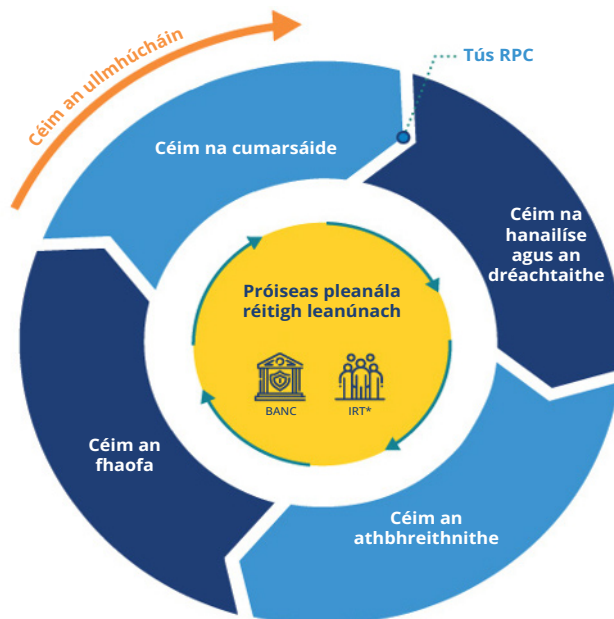 Céim an ullmhúcháin
Tús RPC
Céim na cumarsáide
Céim na
hanailíse
agus an
dréachtaithe
Próiseas pleanála
réitigh leanúnach
BANC
IRT*
Céim an
fhaofa
Céim an
athbhreithnithe